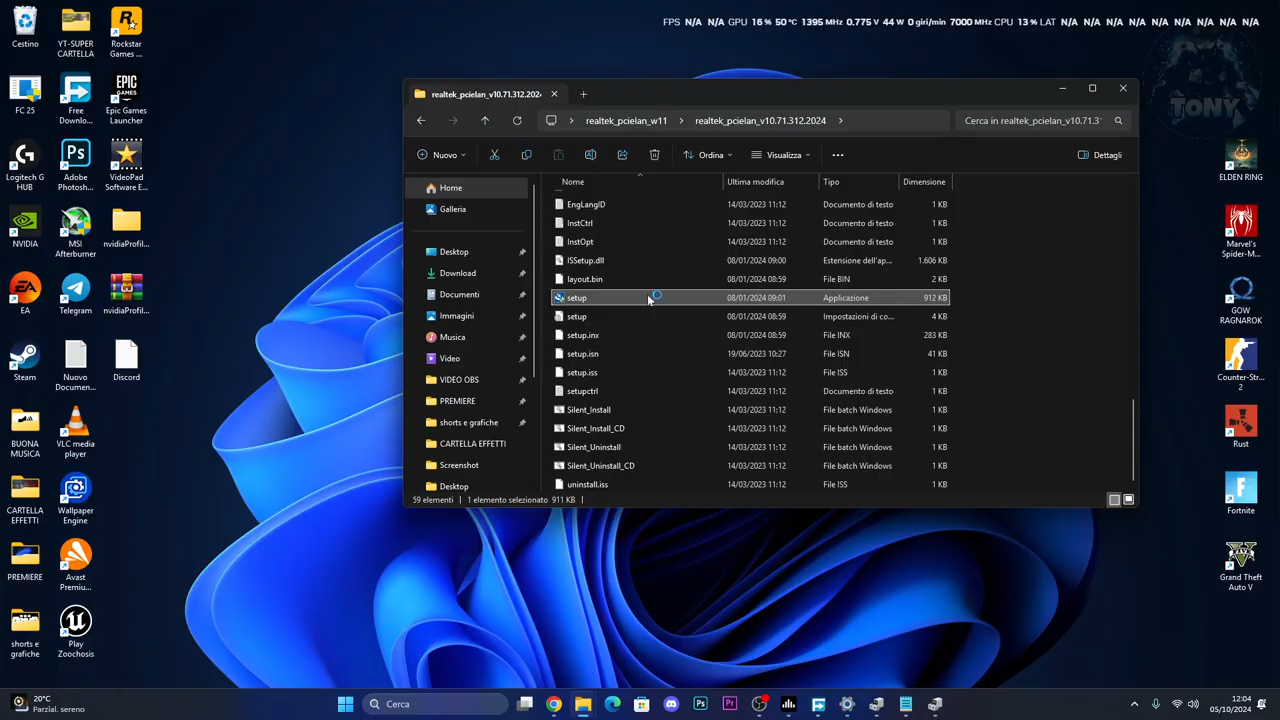 FPS N/A N/A GPU 16 % 50 °C 1395 MHz 0.775 V 44 W 0 giri/min 7000 MHz CPU 13 % LAT N/A N/A N/A N/A N/A N/A N/A N/A
TONY
Cestino
YT-SUPER
CARTELLA
Rockstar
Games ...
FC 25
Free
Downlo...
Epic Games
Launcher
Logitech G
HUB
Adobe
Photosh...
VideoPad
Software E...
NVIDIA
MSI
Afterburner
nvidiaProfil...
EA
Telegram
nvidiaProfil...
Steam
Nuovo
Documen...
Discord
BUONA
MUSICA
VLC media
player
CARTELLA
EFFETTI
Wallpaper
Engine
PREMIERE
Avast
Premiu...
shorts e
grafiche
Play
Zoochosis
realtek_pcielan_v10.71.312.2024
realtek_pcielan_w11
realtek_pcielan_v10.71.312.2024
Cerca in realtek_pcielan_v10.71.3
Nuovo
Ordina
Visualizza
Dettagli
Home
Galleria
Desktop
Download
Documenti
Immagini
Musica
Video
VIDEO OBS
PREMIERE
shorts e grafiche
CARTELLA EFFETTI
Screenshot
Desktop
Nome Ultima modifica Tipo Dimensione
EngLangID 14/03/2023 11:12 Documento di testo 1 KB
InstCtrl 14/03/2023 11:12 Documento di testo 1 KB
InstOpt 14/03/2023 11:12 Documento di testo 1 KB
ISSetup.dll 08/01/2024 09:00 Estensione dell'ap... 1.606 KB
layout.bin 08/01/2024 08:59 File BIN 2 KB
setup 08/01/2024 09:01 Applicazione 912 KB
setup 08/01/2024 08:59 Impostazioni di co... 4 KB
setup.inx 08/01/2024 08:59 File INX 283 KB
setup.isn 19/06/2023 10:27 File ISN 41 KB
setup.iss 14/03/2023 11:12 File ISS 1 KB
setupctrl 14/03/2023 11:12 Documento di testo 1 KB
Silent_Install 14/03/2023 11:12 File batch Windows 1 KB
Silent_Install_CD 14/03/2023 11:12 File batch Windows 1 KB
Silent_Uninstall 14/03/2023 11:12 File batch Windows 1 KB
Silent_Uninstall_CD 14/03/2023 11:12 File batch Windows 1 KB
uninstall.iss 14/03/2023 11:12 File ISS 1 KB
59 elementi 1 elemento selezionato 911 KB
ELDEN RING
Marvel's
Spider-M...
GOW
RAGNAROK
Counter-Str...
2
Rust
Fortnite
Grand Theft
Auto V
20°C
Parzial. sereno
Cerca
12:04
05/10/2024